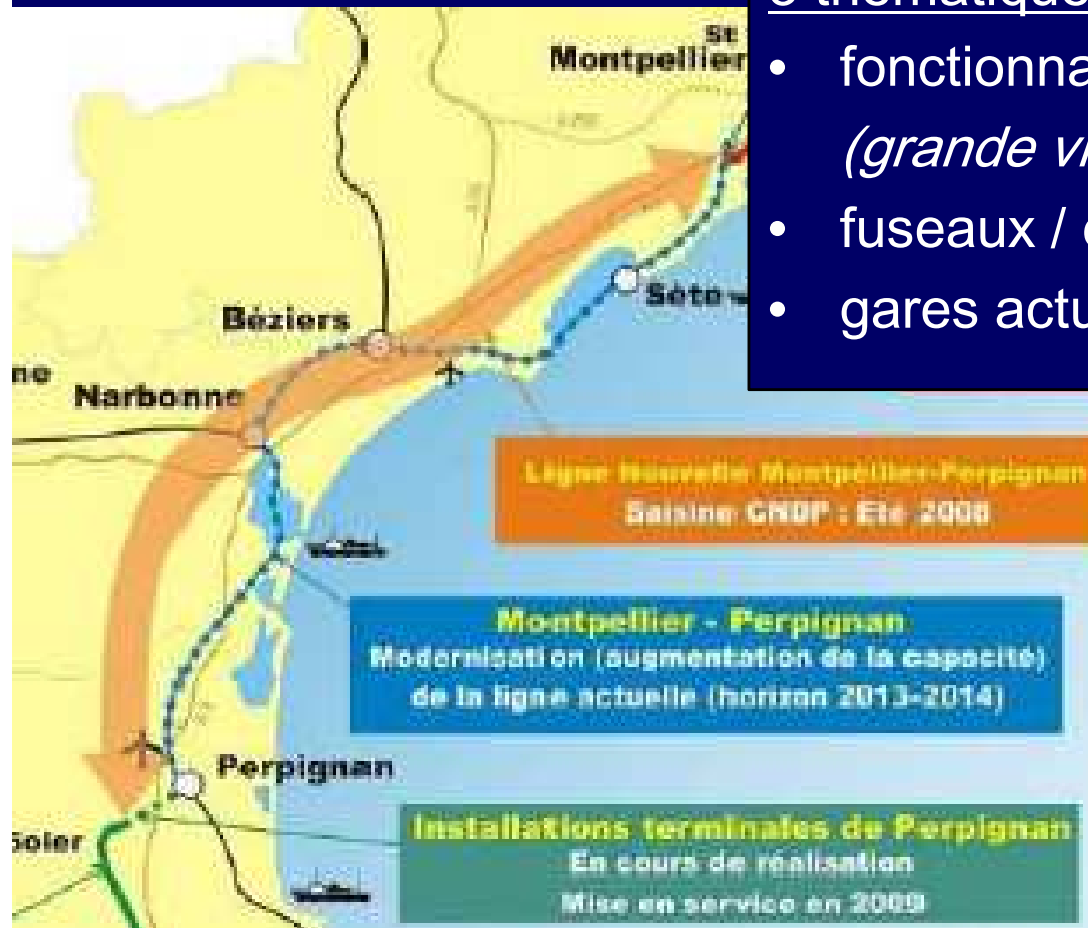 thématique
• fonctionna
(grande vi
• fuseaux /
• gares actu
St
Montpellier
Sète
Béziers
ne
Narbonne
Ligne Nouvelle Montpellier-Perpignan
Saisine CNDP : Eté 2008
Montpellier - Perpignan
Modernisation (augmentation de la capacité)
de la ligne actuelle (horizon 2013-2014)
Perpignan
Soler
Installations terminales de Perpignan
En cours de réalisation
Mise en service en 2009